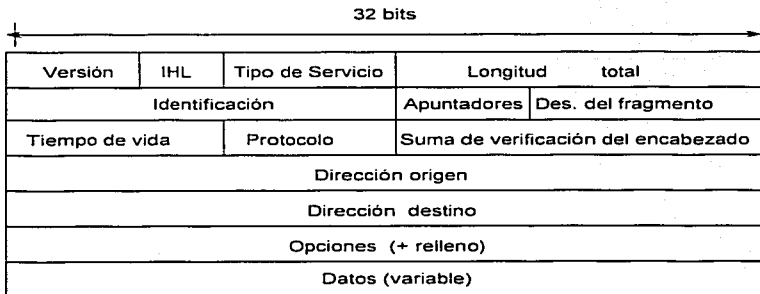 32 bits
Versión IHL Tipo de Servicio Longitud total
Identificación Apuntadores Des. del fragmento
Tiempo de vida Protocolo Suma de verificación del encabezado
Dirección origen
Dirección destino
Opciones (+ relleno)
Datos (variable)